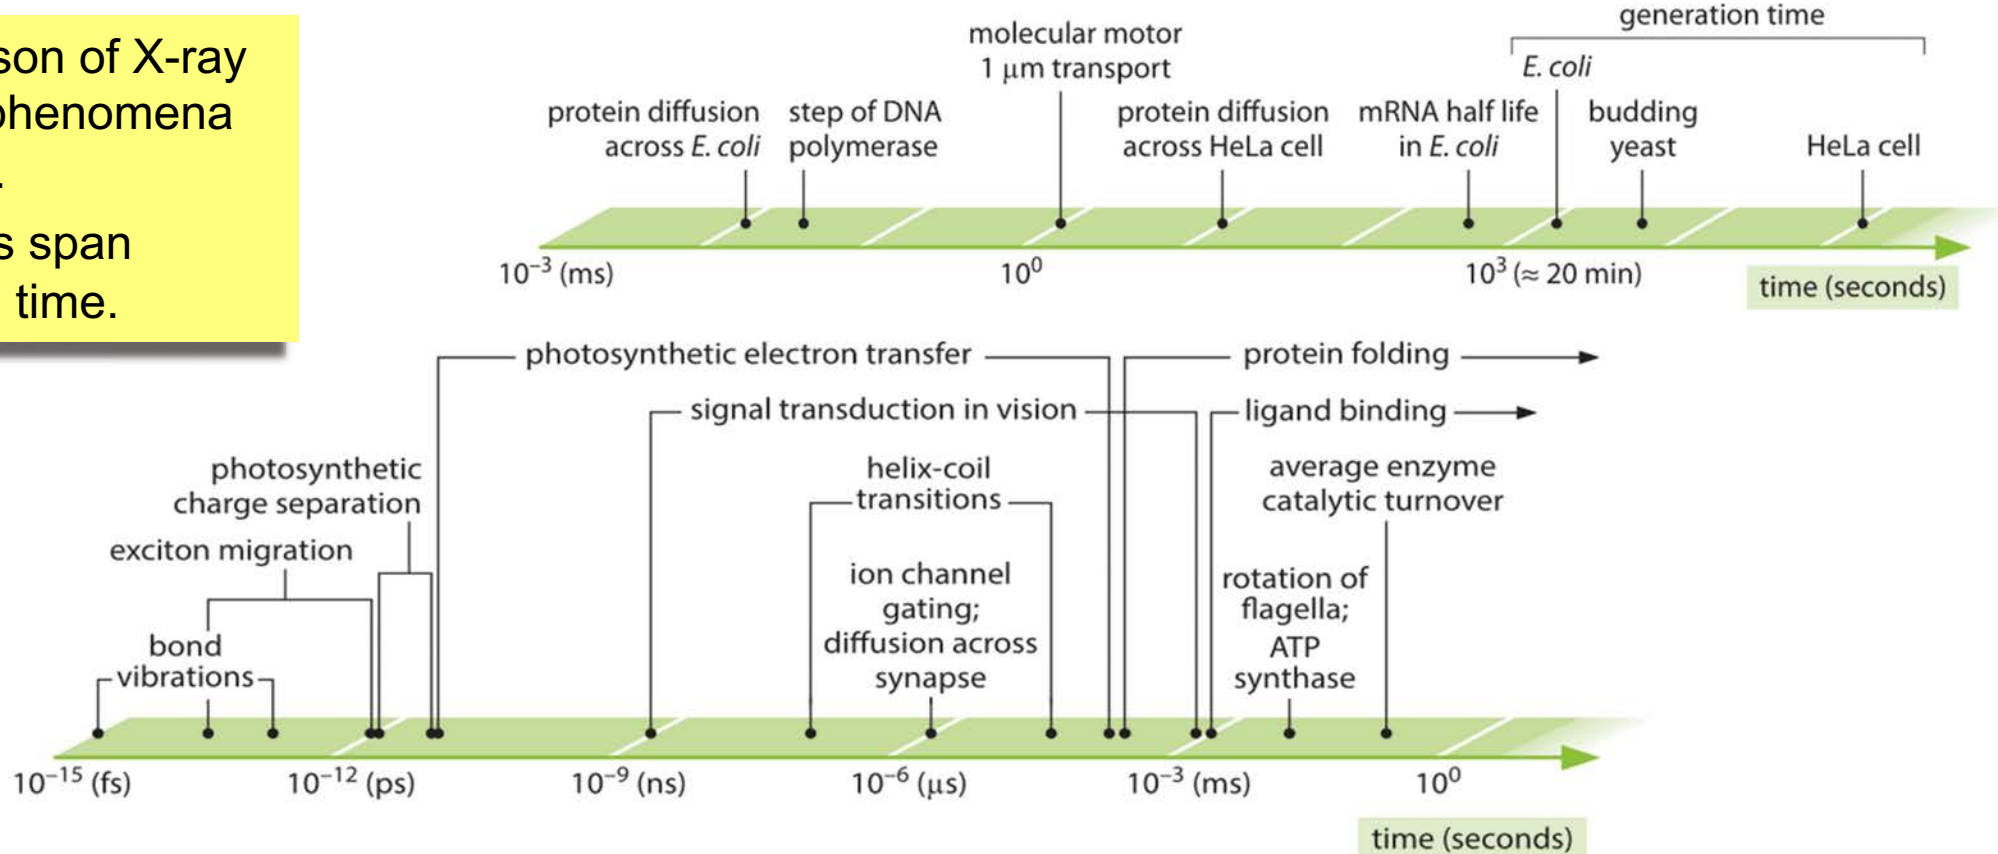 son of X-ray
phenomena
.
s span
time.
generation time
molecular motor
1 μm transport
E. coli
protein diffusion
across E. coli
step of DNA
polymerase
protein diffusion
across HeLa cell
mRNA half life
in E. coli
budding
yeast
HeLa cell
10⁻³ (ms)
10⁰
10³ (≈ 20 min)
time (seconds)
photosynthetic electron transfer
protein folding
signal transduction in vision
ligand binding
photosynthetic
charge separation
helix-coil
transitions
average enzyme
catalytic turnover
exciton migration
ion channel
gating;
diffusion across
synapse
rotation of
flagella;
ATP
synthase
bond
vibrations
10⁻¹⁵ (fs)
10⁻¹² (ps)
10⁻⁹ (ns)
10⁻⁶ (μs)
10⁻³ (ms)
10⁰
time (seconds)